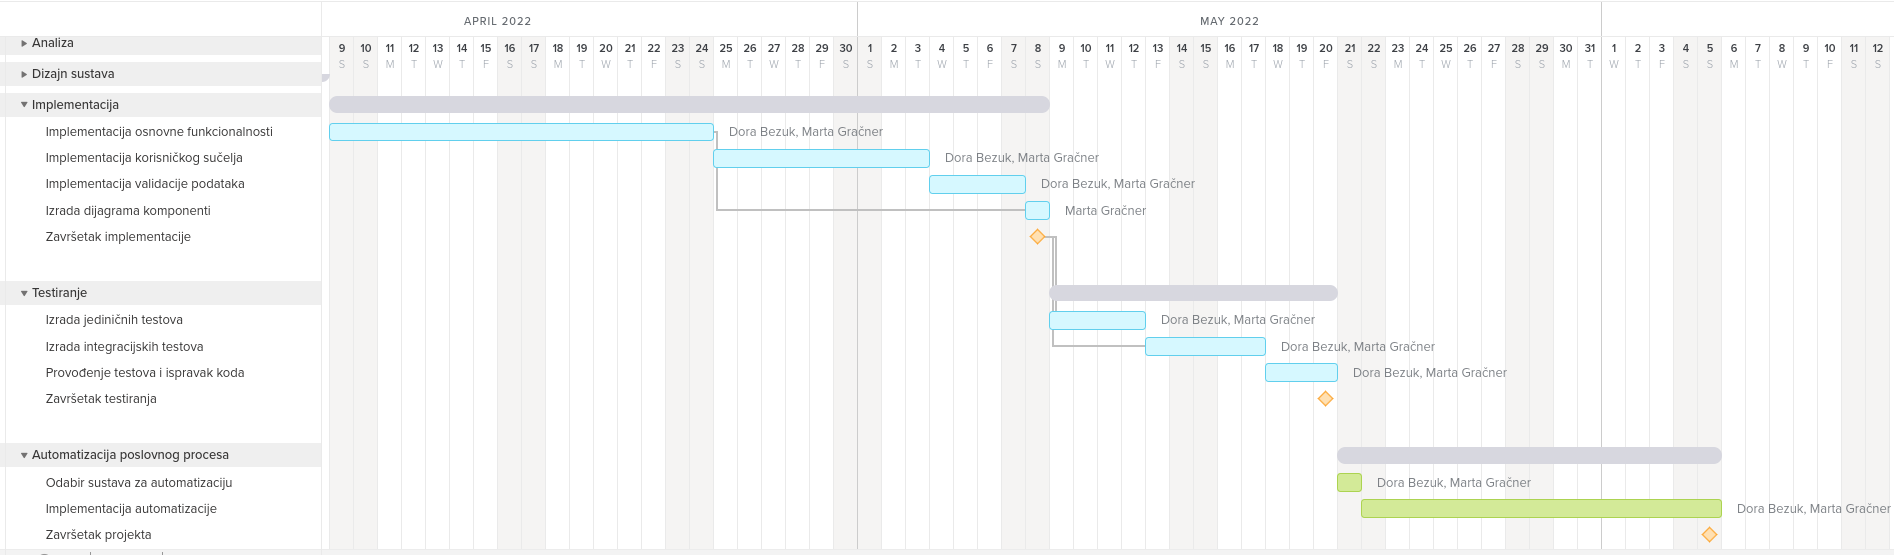 APRIL 2022 MAY 2022
9 10 11 12 13 14 15 16 17 18 19 20 21 22 23 24 25 26 27 28 29 30 1 2 3 4 5 6 7 8 9 10 11 12 13 14 15 16 17 18 19 20 21 22 23 24 25 26 27 28 29 30 31 1 2 3 4 5 6 7 8 9 10 11 12
S S M T W T F S S M T W T F S S M T W T F S S M T W T F S S M T W T F S S M T W T F S S M T W T F S S M T W T F S S M T W T F S S
Analiza
Dizajn sustava
Implementacija
Implementacija osnovne funkcionalnosti Dora Bezuk, Marta Gračner
Implementacija korisničkog sučelja Dora Bezuk, Marta Gračner
Implementacija validacije podataka Dora Bezuk, Marta Gračner
Izrada dijagrama komponenti Marta Gračner
Završetak implementacije
Testiranje
Izrada jediničnih testova Dora Bezuk, Marta Gračner
Izrada integracijskih testova Dora Bezuk, Marta Gračner
Provođenje testova i ispravak koda Dora Bezuk, Marta Gračner
Završetak testiranja
Automatizacija poslovnog procesa
Odabir sustava za automatizaciju Dora Bezuk, Marta Gračner
Implementacija automatizacije Dora Bezuk, Marta Gračner
Završetak projekta